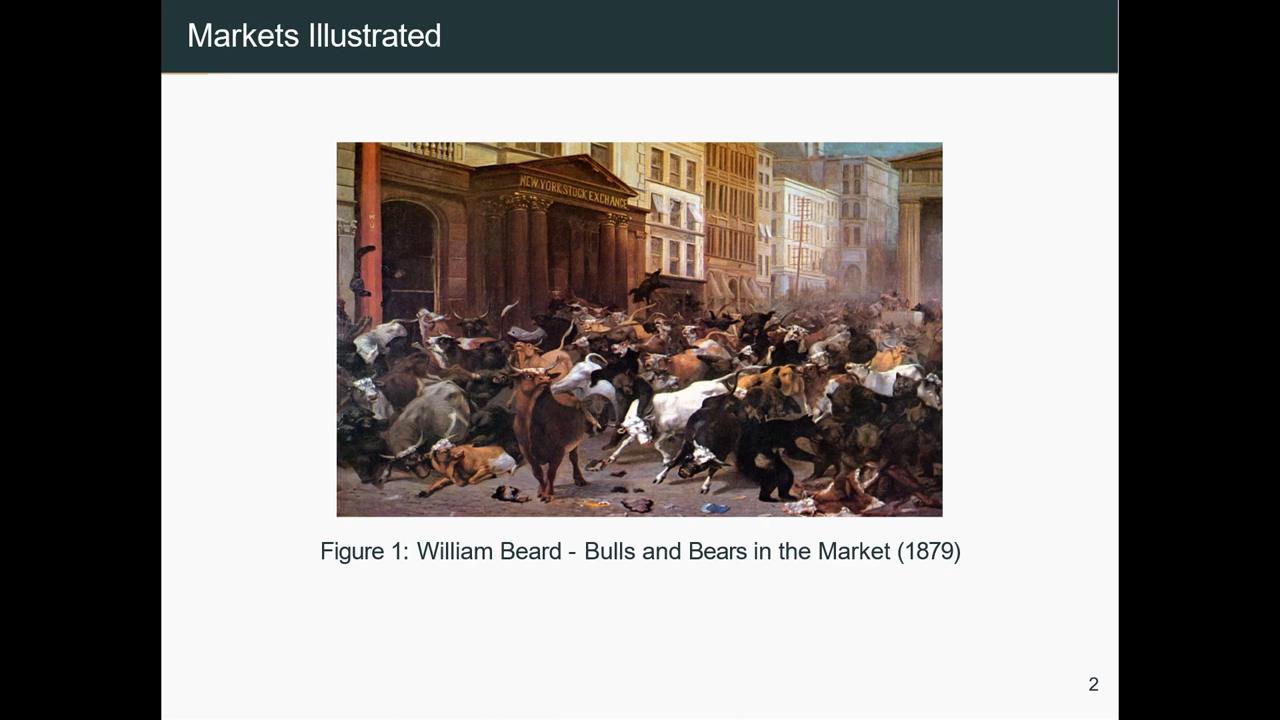 Markets Illustrated
NEW YORK STOCK EXCHANGE
Figure 1: William Beard - Bulls and Bears in the Market (1879)
2